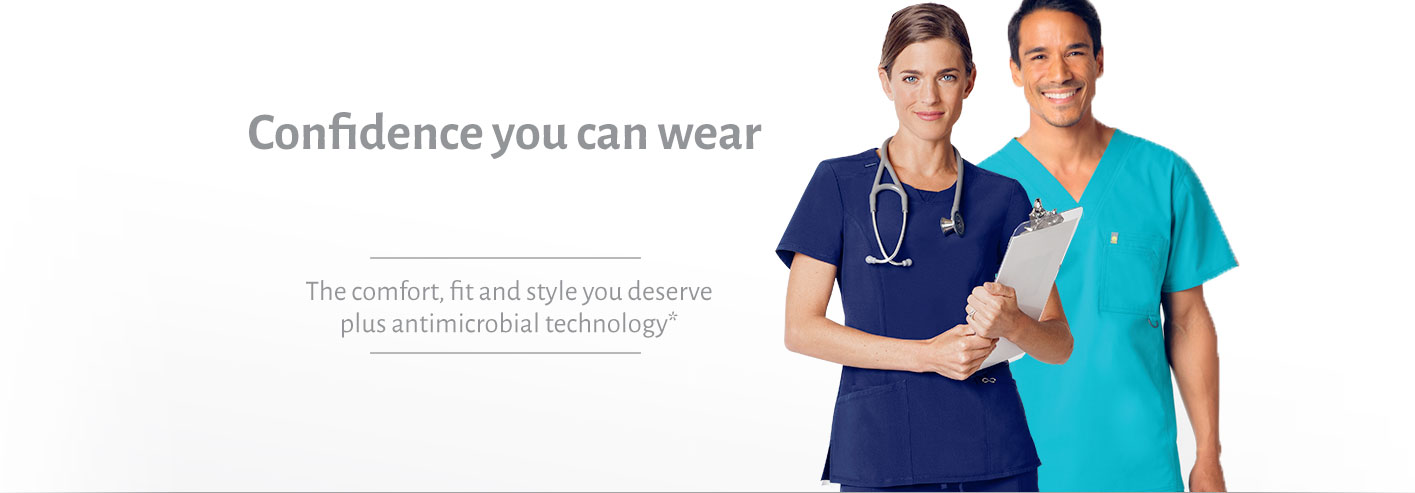 Confidence you can wear
The comfort, fit and style you deserve
plus antimicrobial technology*